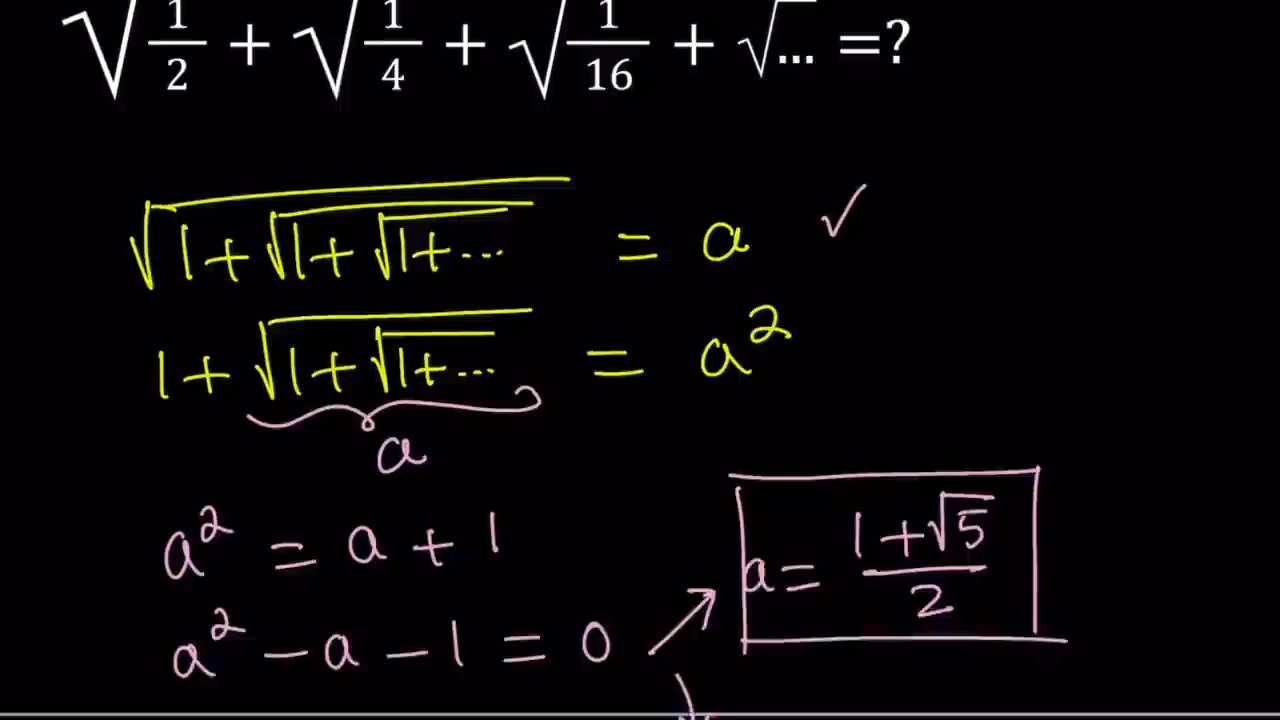 √1/2 + √1/4 + √1/16 + √... =?
√1+√1+√1+... = a ✓
1+√1+√1+... = a²
a
a² = a + 1
a = 1+√5/2
a² - a - 1 = 0